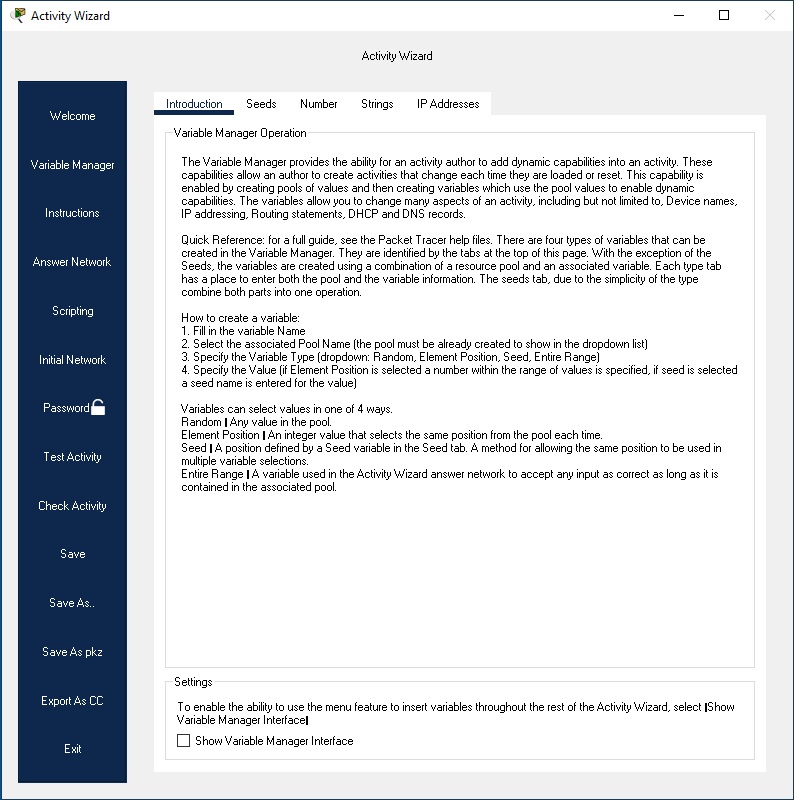 Activity Wizard
Activity Wizard
Welcome
Variable Manager
Instructions
Answer Network
Scripting
Initial Network
Password
Test Activity
Check Activity
Save
Save As..
Save As pkz
Export As CC
Exit
Introduction Seeds Number Strings IP Addresses
Variable Manager Operation
The Variable Manager provides the ability for an activity author to add dynamic capabilities into an activity. These
capabilities allow an author to create activities that change each time they are loaded or reset. This capability is
enabled by creating pools of values and then creating variables which use the pool values to enable dynamic
capabilities. The variables allow you to change many aspects of an activity, including but not limited to, Device names,
IP addressing, Routing statements, DHCP and DNS records.
Quick Reference: for a full guide, see the Packet Tracer help files. There are four types of variables that can be
created in the Variable Manager. They are identified by the tabs at the top of this page. With the exception of the
Seeds, the variables are created using a combination of a resource pool and an associated variable. Each type tab
has a place to enter both the pool and the variable information. The seeds tab, due to the simplicity of the type
combine both parts into one operation.
How to create a variable:
1. Fill in the variable Name
2. Select the associated Pool Name (the pool must be already created to show in the dropdown list)
3. Specify the Variable Type (dropdown: Random, Element Position, Seed, Entire Range)
4. Specify the Value (if Element Position is selected a number within the range of values is specified, if seed is selected
a seed name is entered for the value)
Variables can select values in one of 4 ways.
Random | Any value in the pool.
Element Position | An integer value that selects the same position from the pool each time.
Seed | A position defined by a Seed variable in the Seed tab. A method for allowing the same position to be used in
multiple variable selections.
Entire Range | A variable used in the Activity Wizard answer network to accept any input as correct as long as it is
contained in the associated pool.
Settings
To enable the ability to use the menu feature to insert variables throughout the rest of the Activity Wizard, select |Show
Variable Manager Interface|
Show Variable Manager Interface